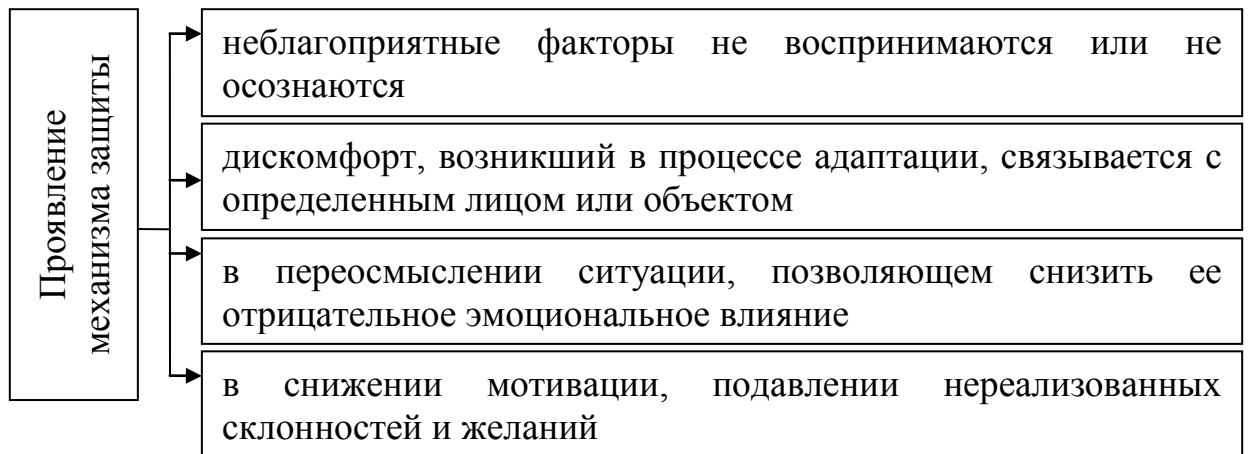 Проявление
механизма защиты
неблагоприятные факторы не воспринимаются или не
осознаются
дискомфорт, возникший в процессе адаптации, связывается с
определенным лицом или объектом
в переосмыслении ситуации, позволяющем снизить ее
отрицательное эмоциональное влияние
в снижении мотивации, подавлении нереализованных
склонностей и желаний